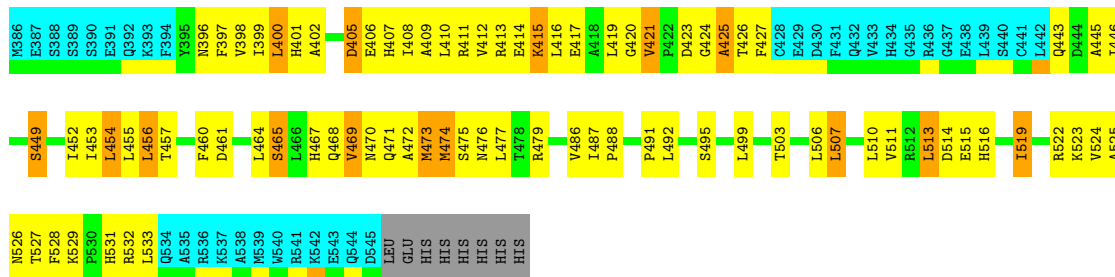 M386 E387 S388 S389 S390 E391 Q392 K393 F394 Y395 N396 F397 V398 I399 L400 H401 A402 D405 E406 H407 I408 A409 L410 R411 V412 R413 E414 K415 L416 E417 A418 L419 G420 V421 P422 D423 G424 A425 T426 F427 C428 E429 D430 F431 Q432 V433 H434 G435 R436 G437 E438 L439 S440 C441 L442 Q443 D444 A445 I446
S449 I452 I453 L454 L455 L456 T457 F460 D461 L464 S465 L466 H467 Q468 V469 N470 Q471 A472 M473 M474 S475 N476 L477 T478 R479 V486 I487 P488 P491 L492 S495 L499 T503 L506 L507 L510 V511 R512 L513 D514 E515 H516 I519 R522 K523 V524 A525
N526 T527 F528 K529 P530 H531 R532 L533 Q534 A535 R536 K537 A538 M539 W540 R541 K542 E543 Q544 D545 LEU GLU HIS HIS HIS HIS HIS HIS